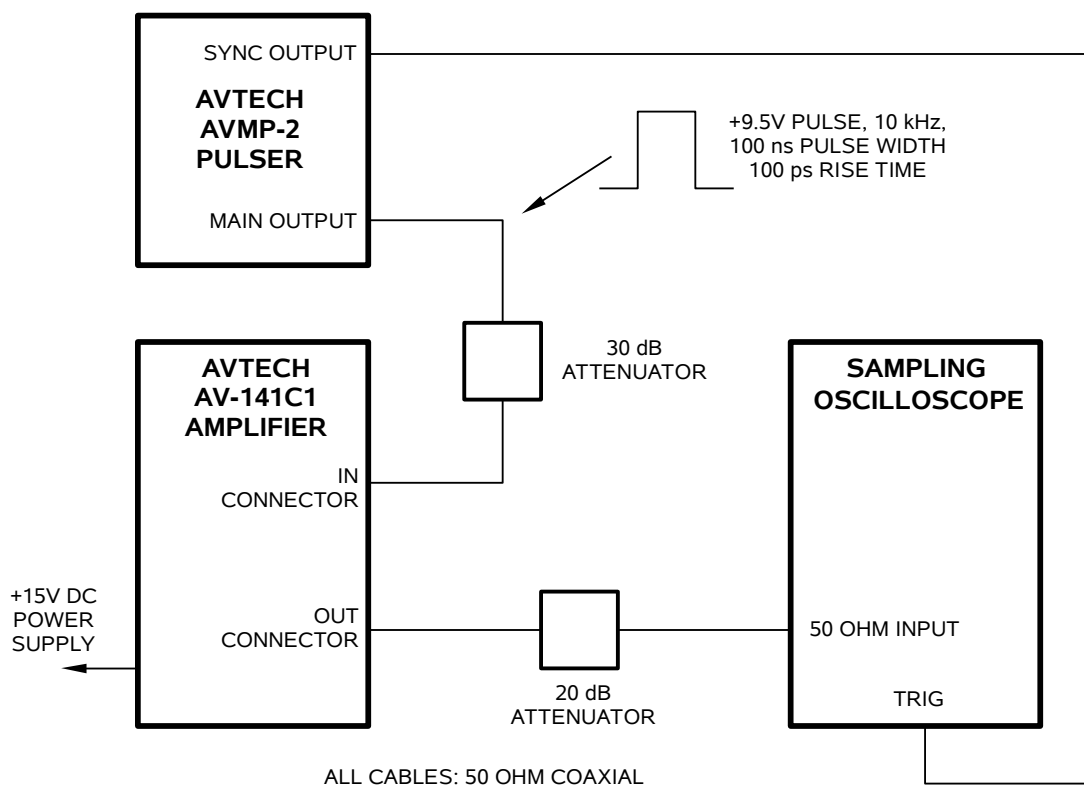 SYNC OUTPUT
AVTECH
AVMP-2
PULSER
MAIN OUTPUT
+9.5V PULSE, 10 kHz,
100 ns PULSE WIDTH
100 ps RISE TIME
30 dB
ATTENUATOR
AVTECH
AV-141C1
AMPLIFIER
IN
CONNECTOR
OUT
CONNECTOR
+15V DC
POWER
SUPPLY
20 dB
ATTENUATOR
SAMPLING
OSCILLOSCOPE
50 OHM INPUT
TRIG
ALL CABLES: 50 OHM COAXIAL